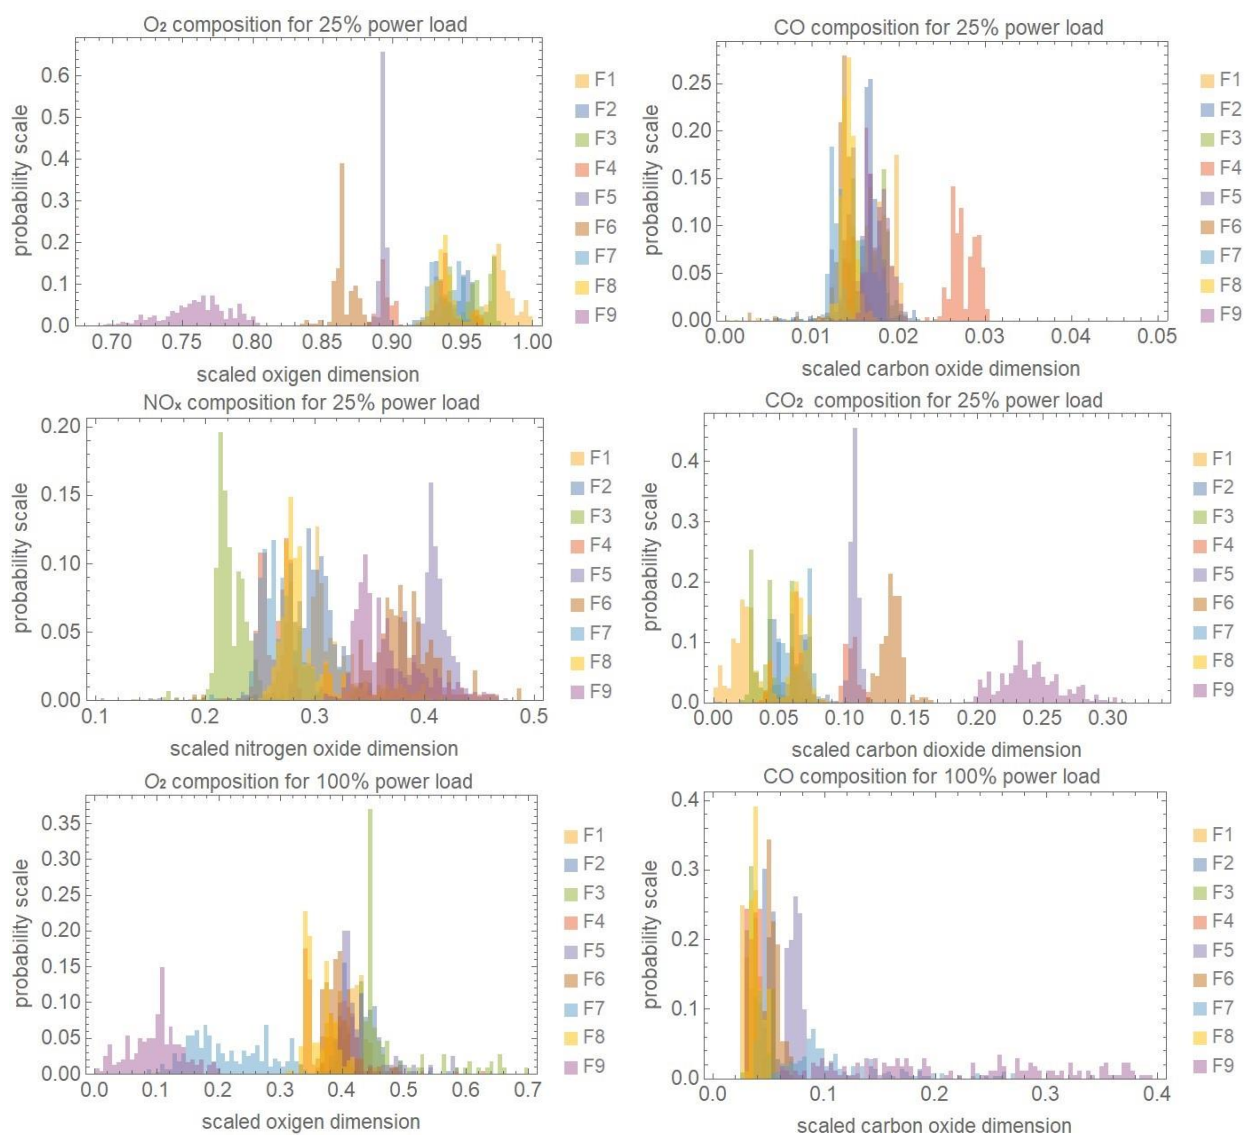 O₂ composition for 25% power load
probability scale
0.6
0.5
0.4
0.3
0.2
0.1
0.0
0.70 0.75 0.80 0.85 0.90 0.95 1.00
scaled oxigen dimension
F1
F2
F3
F4
F5
F6
F7
F8
F9
CO composition for 25% power load
probability scale
0.25
0.20
0.15
0.10
0.05
0.00
0.00 0.01 0.02 0.03 0.04 0.05
scaled carbon oxide dimension
F1
F2
F3
F4
F5
F6
F7
F8
F9
NOₓ composition for 25% power load
probability scale
0.20
0.15
0.10
0.05
0.00
0.1 0.2 0.3 0.4 0.5
scaled nitrogen oxide dimension
F1
F2
F3
F4
F5
F6
F7
F8
F9
CO₂ composition for 25% power load
probability scale
0.4
0.3
0.2
0.1
0.0
0.00 0.05 0.10 0.15 0.20 0.25 0.30
scaled carbon dioxide dimension
F1
F2
F3
F4
F5
F6
F7
F8
F9
O₂ composition for 100% power load
probability scale
0.35
0.30
0.25
0.20
0.15
0.10
0.05
0.00
0.0 0.1 0.2 0.3 0.4 0.5 0.6 0.7
scaled oxigen dimension
F1
F2
F3
F4
F5
F6
F7
F8
F9
CO composition for 100% power load
probability scale
0.4
0.3
0.2
0.1
0.0
0.0 0.1 0.2 0.3 0.4
scaled carbon oxide dimension
F1
F2
F3
F4
F5
F6
F7
F8
F9